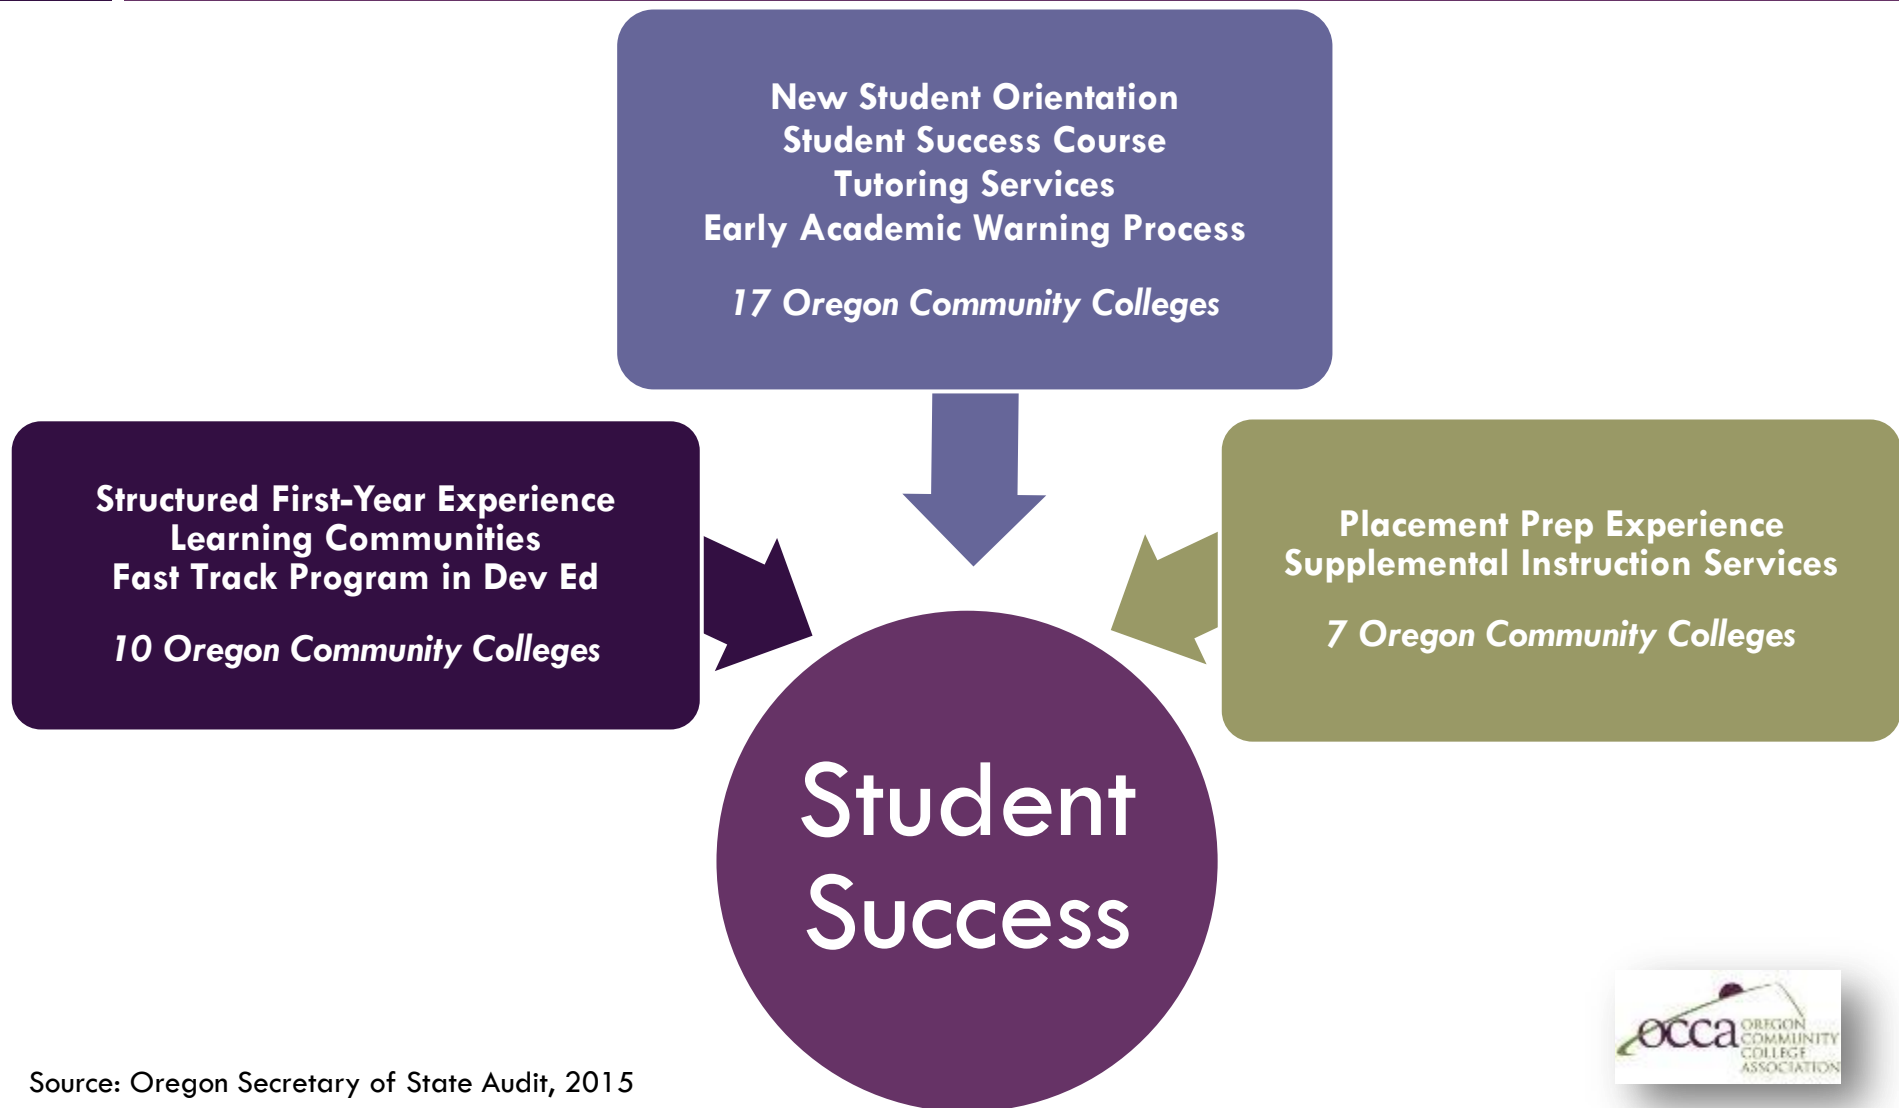 New Student Orientation
Student Success Course
Tutoring Services
Early Academic Warning Process
17 Oregon Community Colleges
Structured First-Year Experience
Learning Communities
Fast Track Program in Dev Ed
10 Oregon Community Colleges
Placement Prep Experience
Supplemental Instruction Services
7 Oregon Community Colleges
Student
Success
Source: Oregon Secretary of State Audit, 2015
occa
OREGON
COMMUNITY
COLLEGE
ASSOCIATION